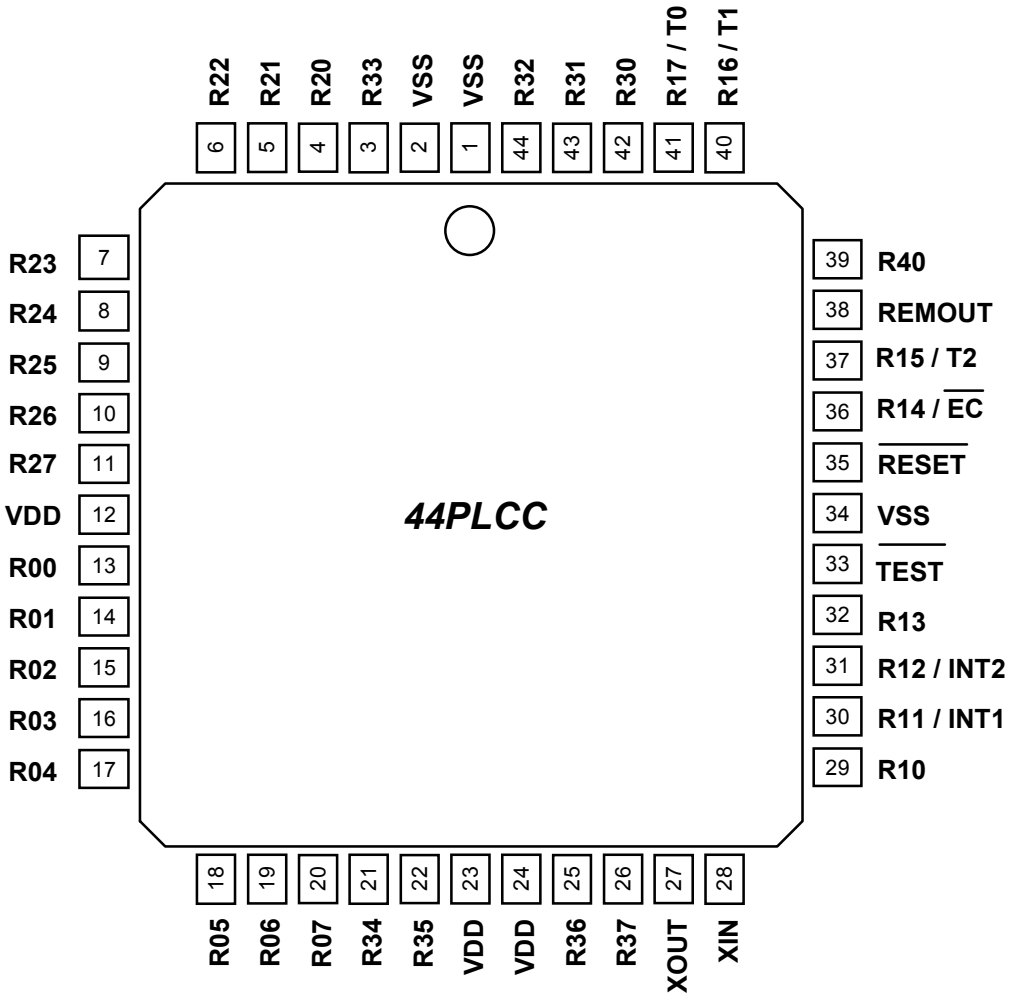 R22 R21 R20 R33 VSS VSS R32 R31 R30 R17 / T0 R16 / T1
6 5 4 3 2 1 44 43 42 41 40
R23 7 39 R40
R24 8 38 REMOUT
R25 9 37 R15 / T2
R26 10 36 R14 / E̅C̅
R27 11 35 R̅E̅S̅E̅T̅
VDD 12 44PLCC 34 VSS
R00 13 33 T̅E̅S̅T̅
R01 14 32 R13
R02 15 31 R12 / INT2
R03 16 30 R11 / INT1
R04 17 29 R10
18 19 20 21 22 23 24 25 26 27 28
R05 R06 R07 R34 R35 VDD VDD R36 R37 XOUT XIN